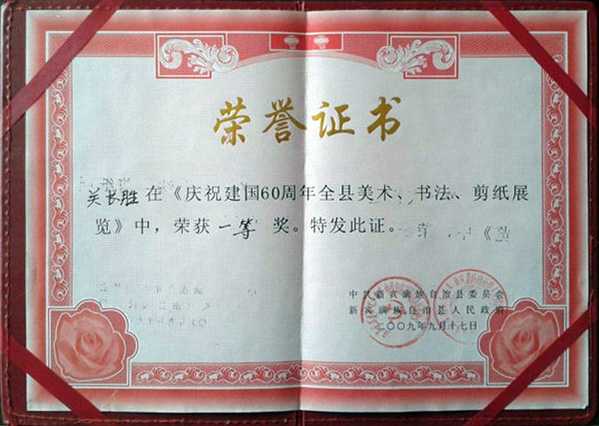 荣誉证书
关长胜在《庆祝建国60周年全县美术、书法、剪纸展
览》中，荣获一等奖。特发此证。
中共新宾满族自治县委员会
新宾满族自治县人民政府
二〇〇九年九月十七日